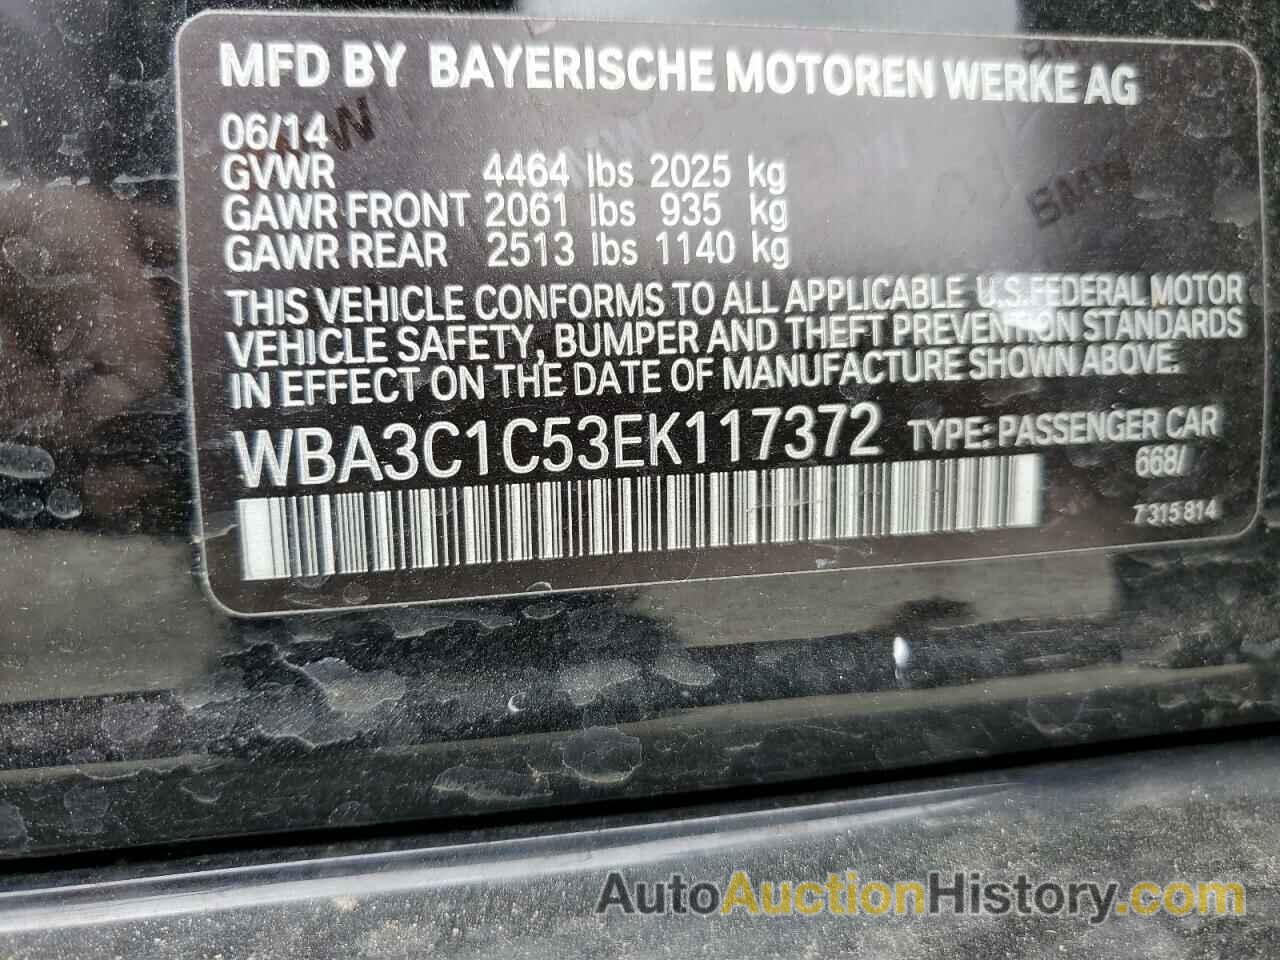 MFD BY BAYERISCHE MOTOREN WERKE AG
06/14
GVWR 4464 lbs 2025 kg
GAWR FRONT 2061 lbs 935 kg
GAWR REAR 2513 lbs 1140 kg
THIS VEHICLE CONFORMS TO ALL APPLICABLE U.S.FEDERAL MOTOR
VEHICLE SAFETY, BUMPER AND THEFT PREVENTION STANDARDS
IN EFFECT ON THE DATE OF MANUFACTURE SHOWN ABOVE.
WBA3C1C53EK117372 TYPE: PASSENGER CAR
668/
7315814
BMW
AutoAuctionHistory.com